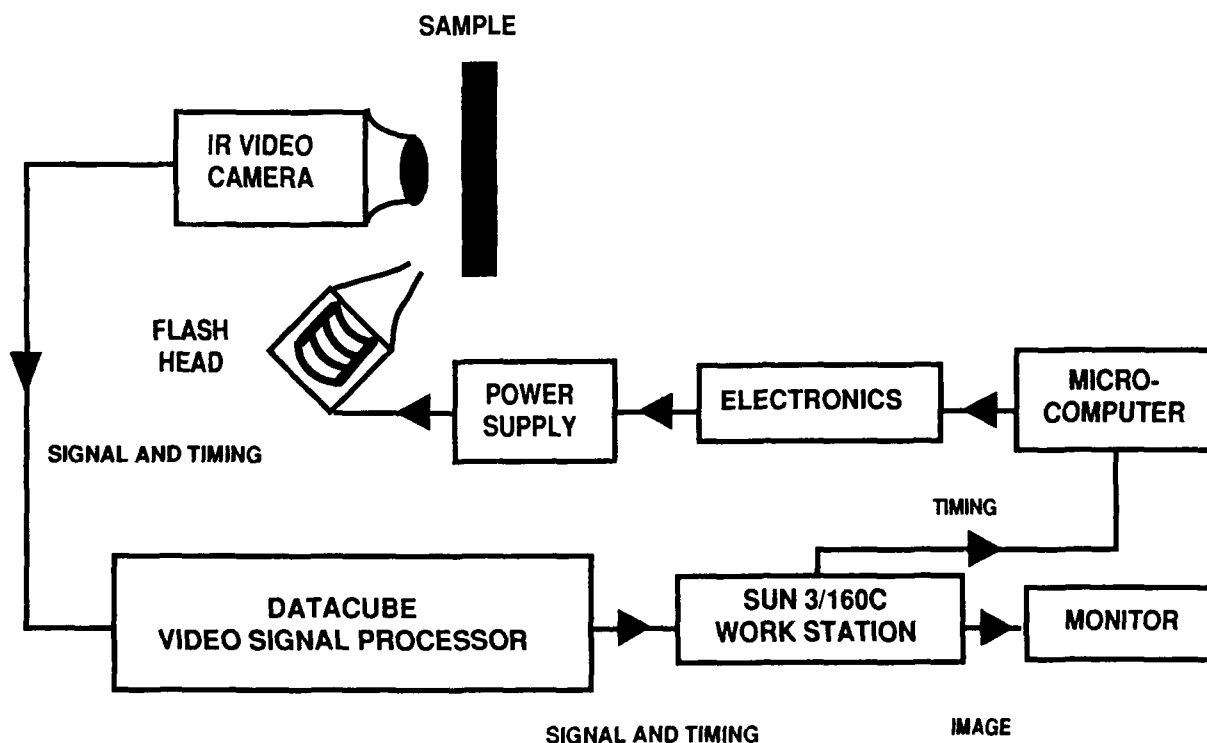 SAMPLE
IR VIDEO
CAMERA
FLASH
HEAD
POWER
SUPPLY
ELECTRONICS
MICRO-
COMPUTER
SIGNAL AND TIMING
TIMING
DATACUBE
VIDEO SIGNAL PROCESSOR
SUN 3/160C
WORK STATION
MONITOR
SIGNAL AND TIMING
IMAGE